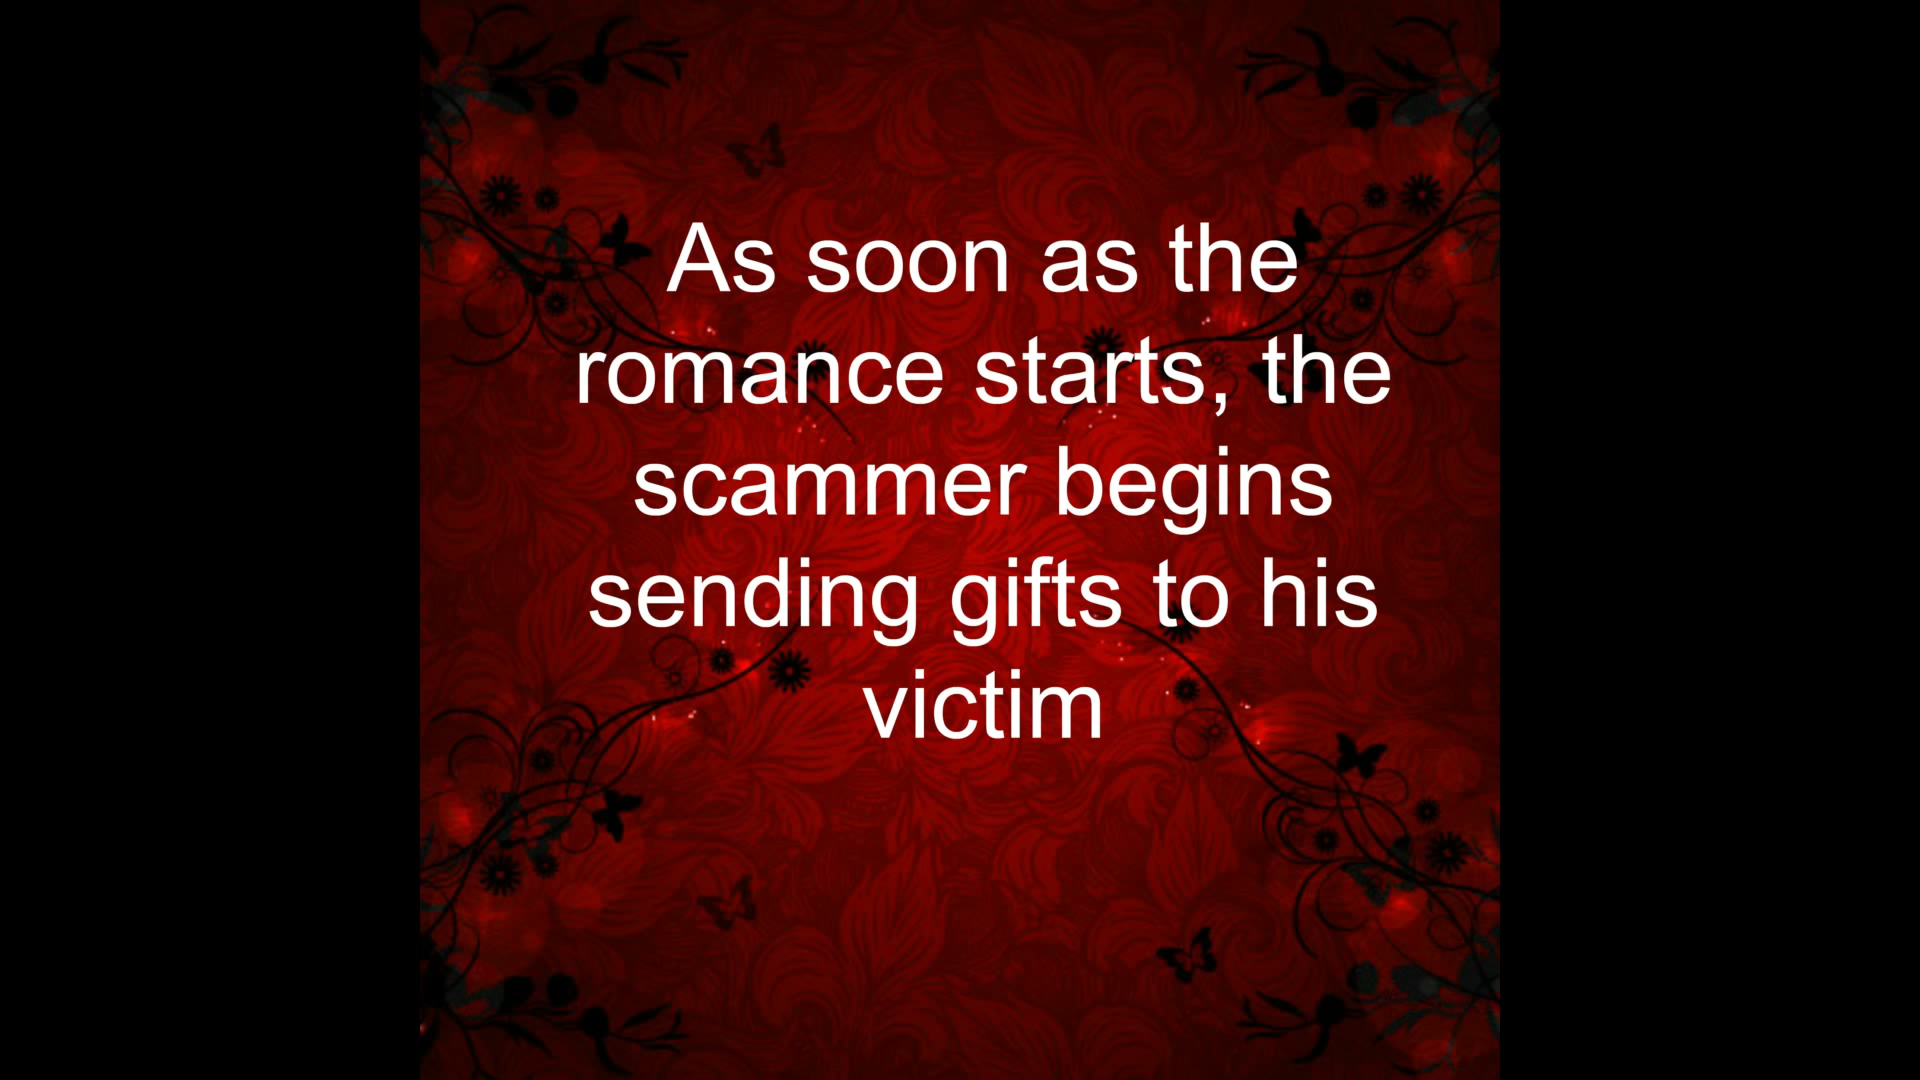 As soon as the
romance starts, the
scammer begins
sending gifts to his
victim